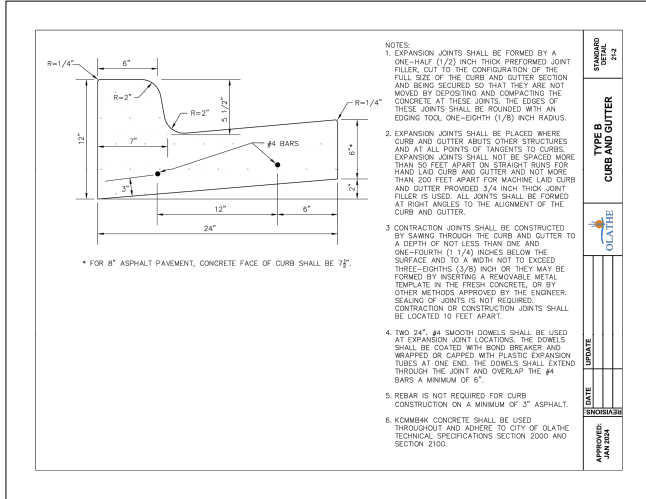 6"
R=1/4"
R=2"
R=2"
5 1/2"
R=1/4"
12"
7"
#4 BARS
6"*
3"
2"
12"
6"
24"
* FOR 8" ASPHALT PAVEMENT, CONCRETE FACE OF CURB SHALL BE 7½".
NOTES:
1. EXPANSION JOINTS SHALL BE FORMED BY A
ONE-HALF (1/2) INCH THICK PREFORMED JOINT
FILLER, CUT TO THE CONFIGURATION OF THE
FULL SIZE OF THE CURB AND GUTTER SECTION
AND BEING SECURED SO THAT THEY ARE NOT
MOVED BY DEPOSITING AND COMPACTING THE
CONCRETE AT THESE JOINTS. THE EDGES OF
THESE JOINTS SHALL BE ROUNDED WITH AN
EDGING TOOL ONE-EIGHTH (1/8) INCH RADIUS.
2. EXPANSION JOINTS SHALL BE PLACED WHERE
CURB AND GUTTER ABUTS OTHER STRUCTURES
AND AT ALL POINTS OF TANGENTS TO CURBS.
EXPANSION JOINTS SHALL NOT BE SPACED MORE
THAN 50 FEET APART ON STRAIGHT RUNS FOR
HAND LAID CURB AND GUTTER AND NOT MORE
THAN 200 FEET APART FOR MACHINE LAID CURB
AND GUTTER PROVIDED 3/4 INCH THICK JOINT
FILLER IS USED. ALL JOINTS SHALL BE FORMED
AT RIGHT ANGLES TO THE ALIGNMENT OF THE
CURB AND GUTTER.
3 CONTRACTION JOINTS SHALL BE CONSTRUCTED
BY SAWING THROUGH THE CURB AND GUTTER TO
A DEPTH OF NOT LESS THAN ONE AND
ONE-FOURTH (1 1/4) INCHES BELOW THE
SURFACE AND TO A WIDTH NOT TO EXCEED
THREE-EIGHTHS (3/8) INCH OR THEY MAY BE
FORMED BY INSERTING A REMOVABLE METAL
TEMPLATE IN THE FRESH CONCRETE, OR BY
OTHER METHODS APPROVED BY THE ENGINEER.
SEALING OF JOINTS IS NOT REQUIRED.
CONTRACTION OR CONSTRUCTION JOINTS SHALL
BE LOCATED 10 FEET APART.
4. TWO 24", #4 SMOOTH DOWELS SHALL BE USED
AT EXPANSION JOINT LOCATIONS. THE DOWELS
SHALL BE COATED WITH BOND BREAKER AND
WRAPPED OR CAPPED WITH PLASTIC EXPANSION
TUBES AT ONE END. THE DOWELS SHALL EXTEND
THROUGH THE JOINT AND OVERLAP THE #4
BARS A MINIMUM OF 6".
5. REBAR IS NOT REQUIRED FOR CURB
CONSTRUCTION ON A MINIMUM OF 3" ASPHALT.
6. KCMMB4K CONCRETE SHALL BE USED
THROUGHOUT AND ADHERE TO CITY OF OLATHE
TECHNICAL SPECIFICATIONS SECTION 2000 AND
SECTION 2100.
STANDARD
DETAIL
21-2
TYPE B
CURB AND GUTTER
OLATHE
UPDATE
DATE
REVISIONS:
APPROVED:
JAN 2024